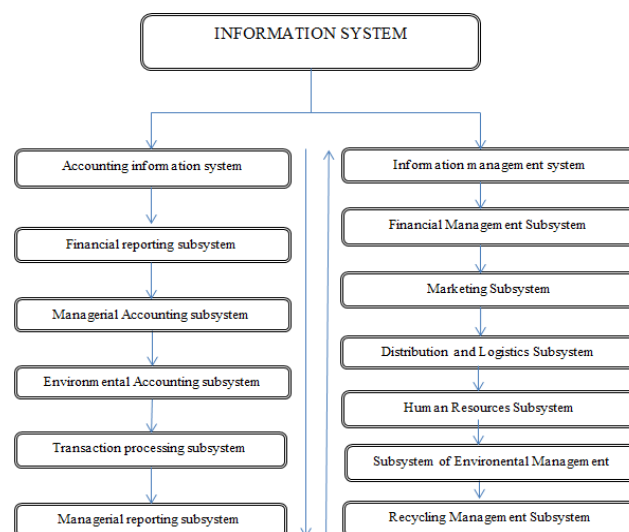 INFORMATION SYSTEM
Accounting information system
Financial reporting subsystem
Managerial Accounting subsystem
Environmental Accounting subsystem
Transaction processing subsystem
Managerial reporting subsystem
Information management system
Financial Management Subsystem
Marketing Subsystem
Distribution and Logistics Subsystem
Human Resources Subsystem
Subsystem of Environental Management
Recycling Management Subsystem